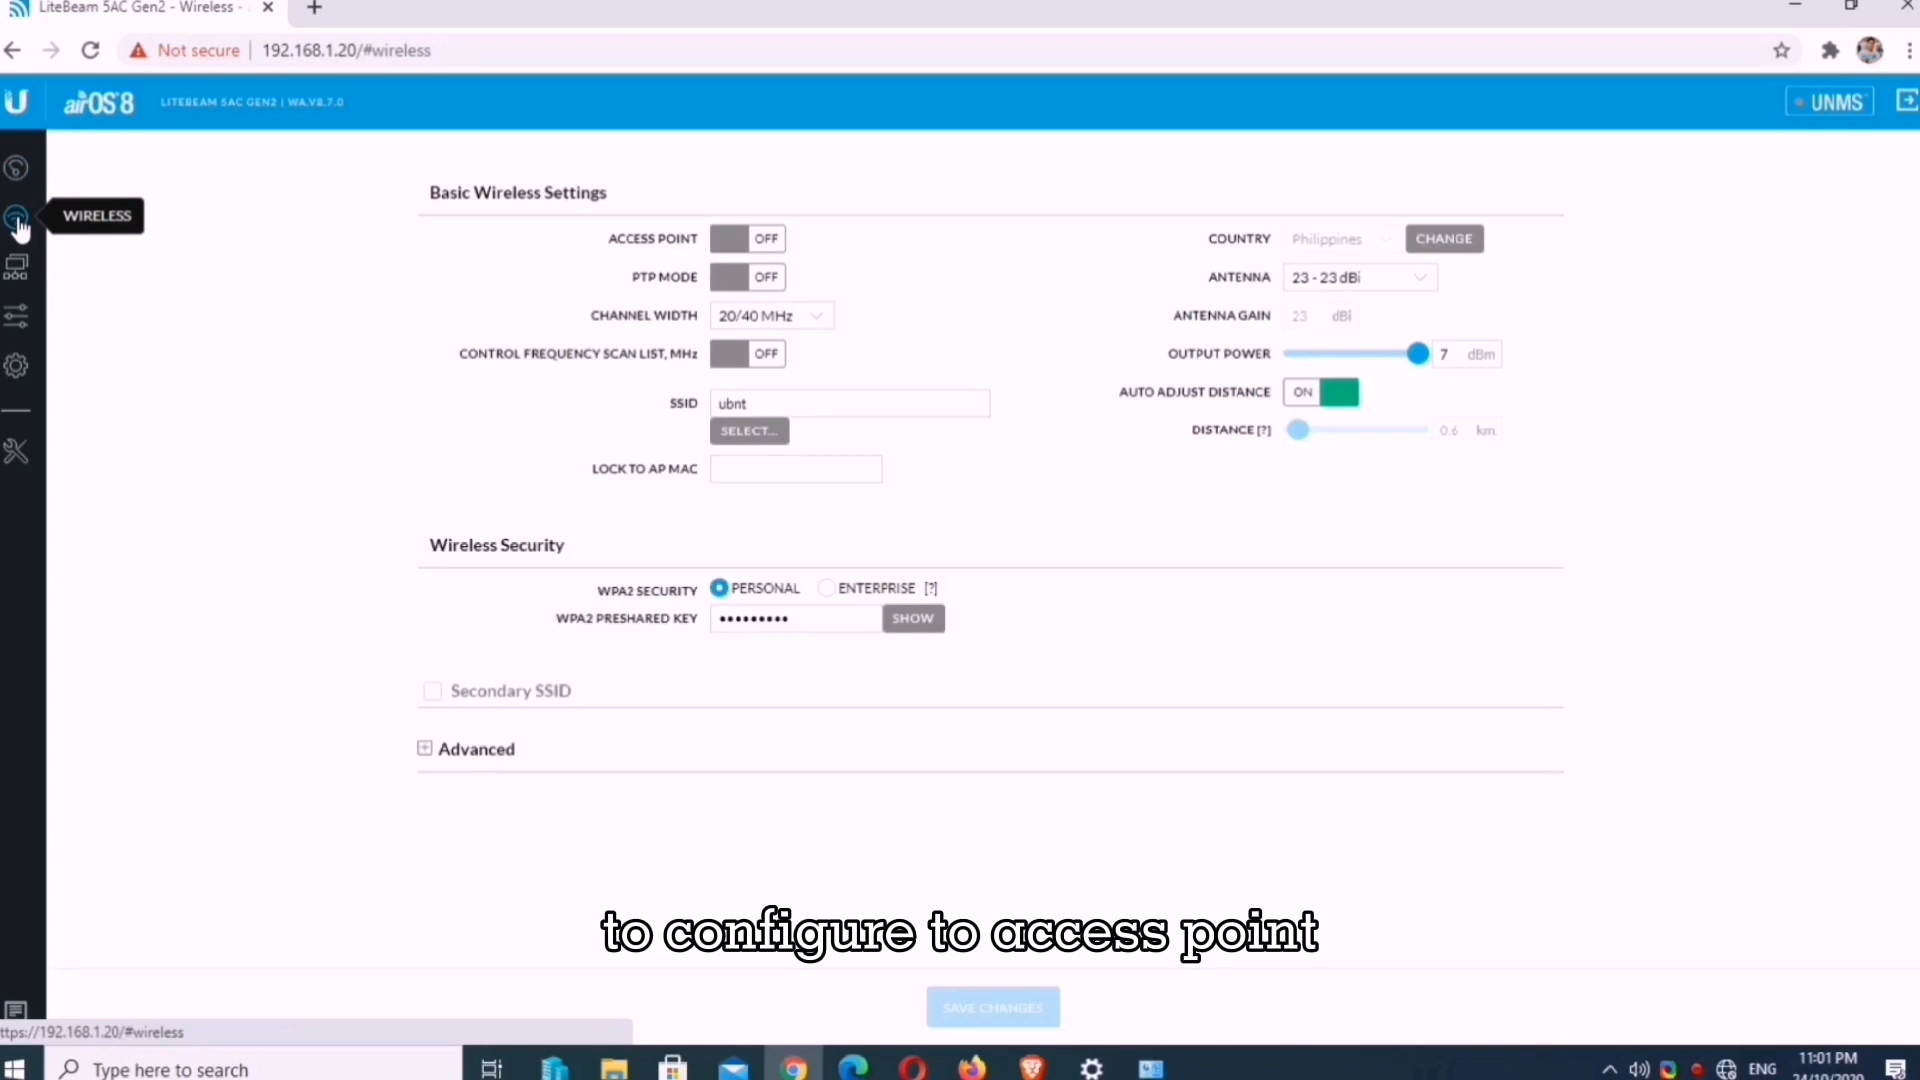 LiteBeam 5AC Gen2 - Wireless -
Not secure | 192.168.1.20/#wireless
airOS 8 LITEBEAM 5AC GEN2 | WA.V8.7.0
UNMS
WIRELESS
Basic Wireless Settings
ACCESS POINT OFF
PTP MODE OFF
CHANNEL WIDTH 20/40 MHz
CONTROL FREQUENCY SCAN LIST, MHz OFF
SSID ubnt
SELECT...
LOCK TO AP MAC
COUNTRY Philippines CHANGE
ANTENNA 23 - 23 dBi
ANTENNA GAIN 23 dBi
OUTPUT POWER 7 dBm
AUTO ADJUST DISTANCE ON
DISTANCE [?] 0.6 km
Wireless Security
WPA2 SECURITY PERSONAL ENTERPRISE [?]
WPA2 PRESHARED KEY ••••••••• SHOW
Secondary SSID
Advanced
to configure to access point
SAVE CHANGES
ttps://192.168.1.20/#wireless
Type here to search
ENG
11:01 PM
24/10/2020